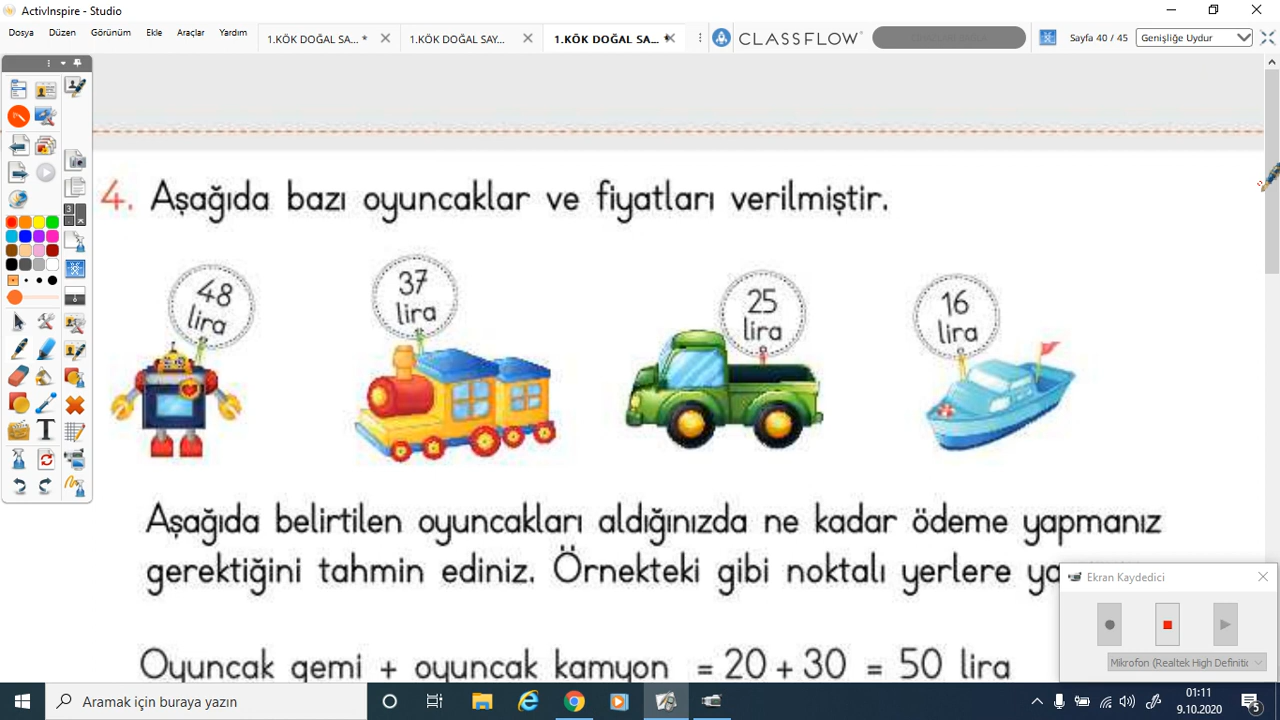 ActivInspire - Studio
Dosya Düzen Görünüm Ekle Araçlar Yardım
1.KÖK DOĞAL SA... *
1.KÖK DOĞAL SAY...
1.KÖK DOĞAL SA... *
CLASSFLOW
Sayfa 40 / 45
Genişliğe Uydur
4. Aşağıda bazı oyuncaklar ve fiyatları verilmiştir.
48 lira
37 lira
25 lira
16 lira
Aşağıda belirtilen oyuncakları aldığınızda ne kadar ödeme yapmanız
gerektiğini tahmin ediniz. Örnekteki gibi noktalı yerlere
Oyuncak gemi + oyuncak kamyon = 20 + 30 = 50 lira
Ekran Kaydedici
Mikrofon (Realtek High Definitic
Aramak için buraya yazın
01:11
9.10.2020
5